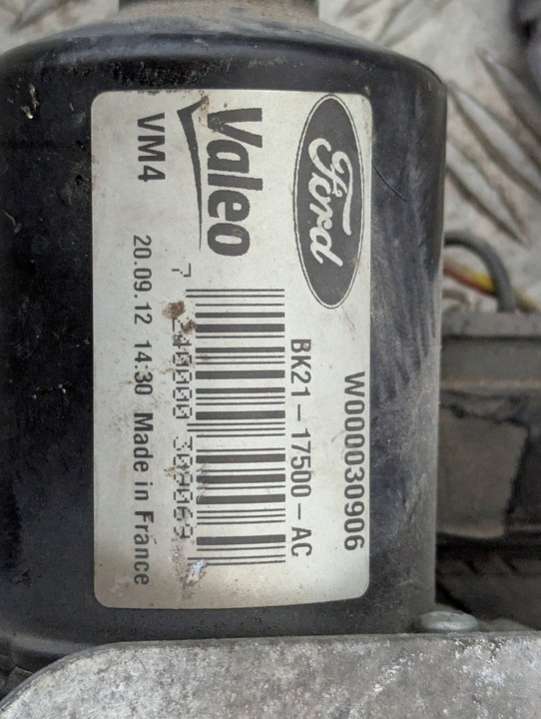 Ford
W000030906
BK21-17500-AC
Valeo
VM4
20.09.12 14:30 Made in France